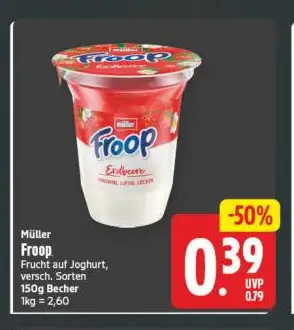 müller
Froop
müller
Froop
Erdbeere
Müller
Froop
Frucht auf Joghurt,
versch. Sorten
150g Becher
1kg = 2,60
-50%
0.39
UVP
0.79